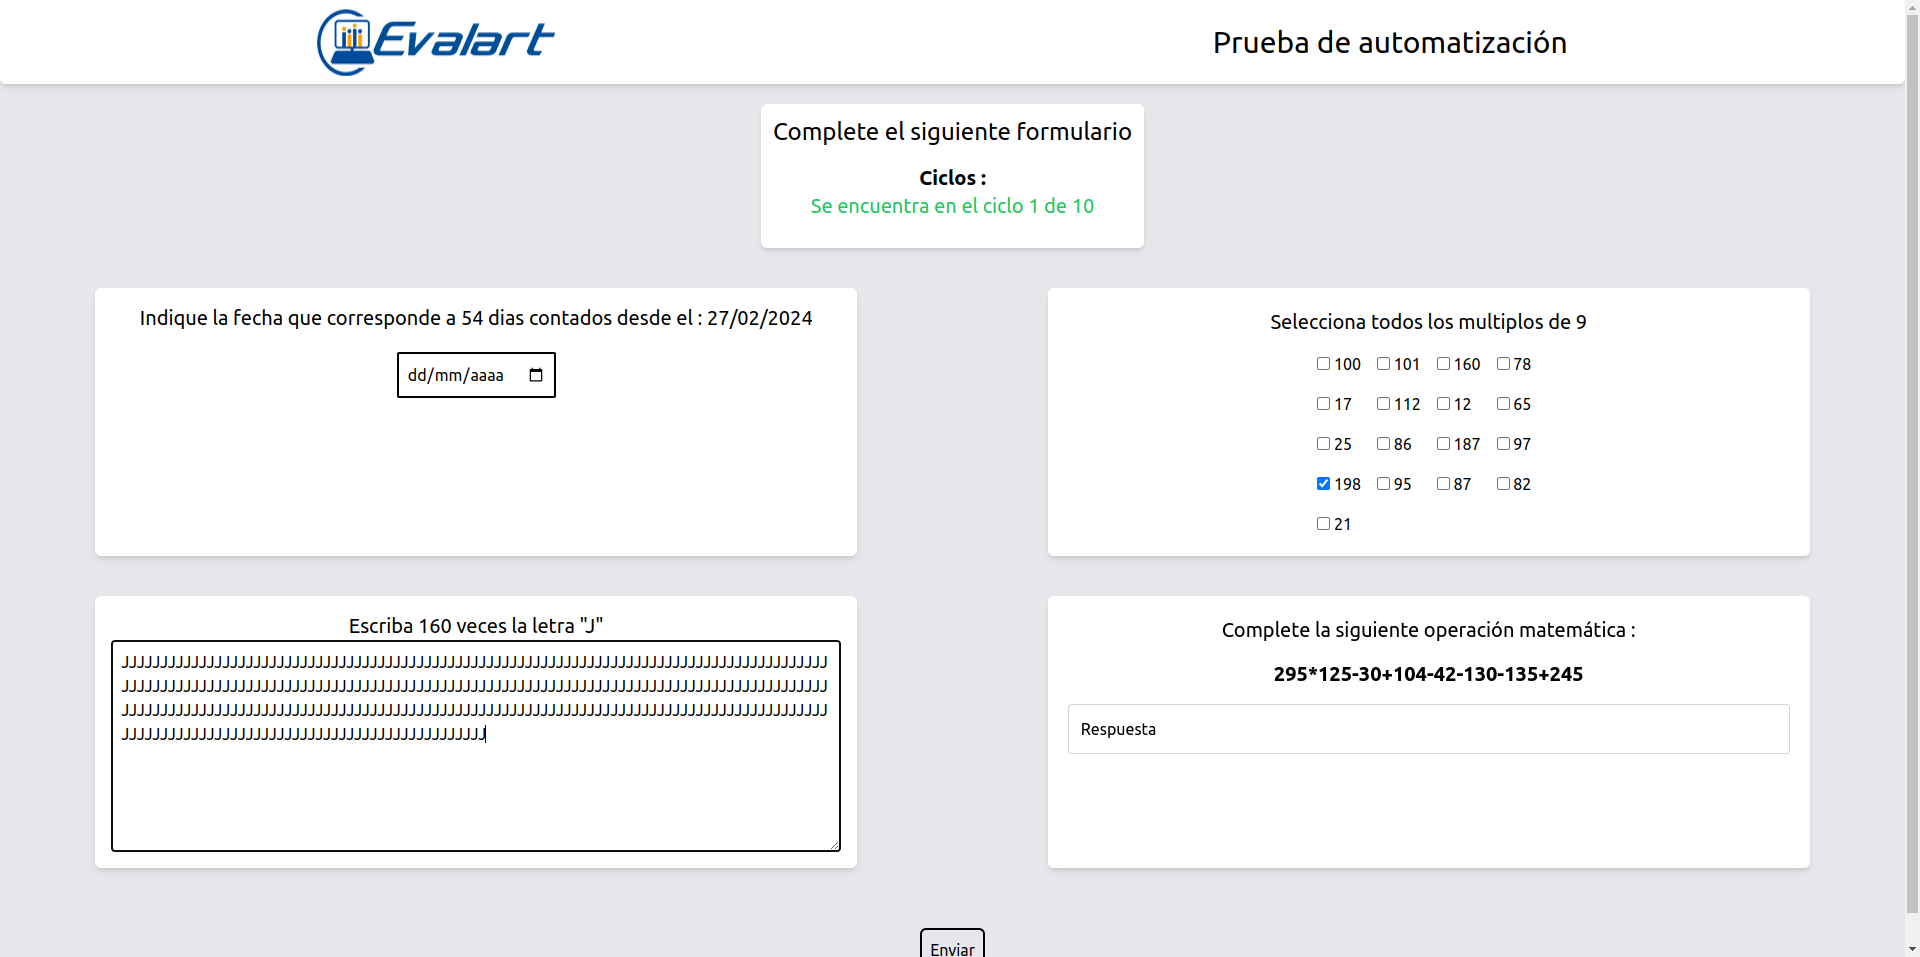 Evalart
Prueba de automatización
Complete el siguiente formulario
Ciclos :
Se encuentra en el ciclo 1 de 10
Indique la fecha que corresponde a 54 dias contados desde el : 27/02/2024
dd/mm/aaaa
Selecciona todos los multiplos de 9
100 101 160 78
17 112 12 65
25 86 187 97
198 95 87 82
21
Escriba 160 veces la letra "J"
JJJJJJJJJJJJJJJJJJJJJJJJJJJJJJJJJJJJJJJJJJJJJJJJJJJJJJJJJJJJJJJJJJJJJJJJJJJJJJJJJJJJJJJJJJJ
JJJJJJJJJJJJJJJJJJJJJJJJJJJJJJJJJJJJJJJJJJJJJJJJJJJJJJJJJJJJJJJJJJJJJJJJJJJJJJJJJJJJJJJJJJJ
JJJJJJJJJJJJJJJJJJJJJJJJJJJJJJJJJJJJJJJJJJJJJJJJJJJJJJJJJJJJJJJJJJJJJJJJJJJJJJJJJJJJJJJJJJJ
JJJJJJJJJJJJJJJJJJJJJJJJJJJJJJJJJJJJJJJJJJJJJJJ
Complete la siguiente operación matemática :
295*125-30+104-42-130-135+245
Respuesta
Enviar